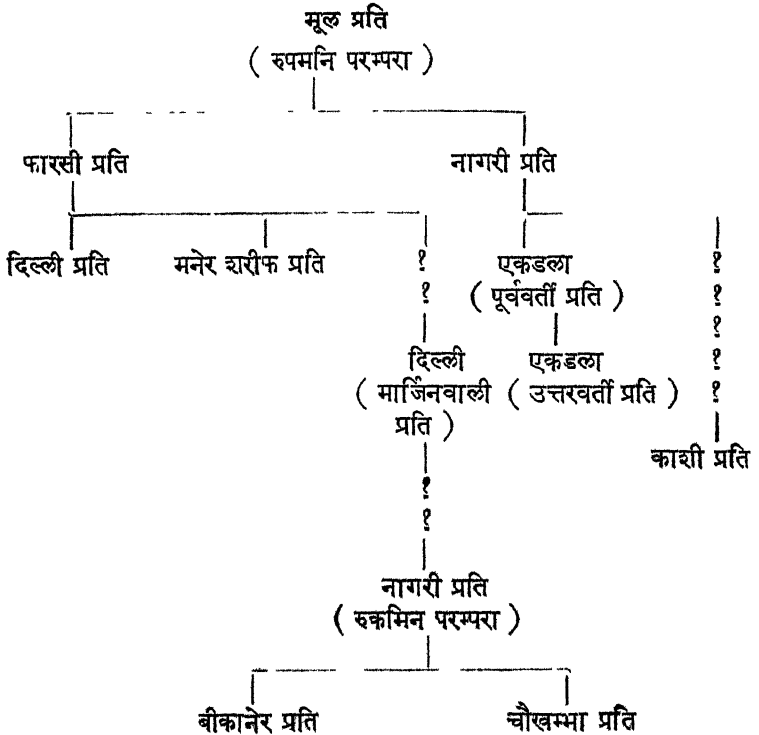 मूल प्रति
( रुपमनि परम्परा )
फारसी प्रति
नागरी प्रति
दिल्ली प्रति
मनेर शरीफ प्रति
?
?
दिल्ली
( मार्जिनवाली
प्रति )
?
?
नागरी प्रति
( रुकमिन परम्परा )
बीकानेर प्रति
चौखम्भा प्रति
एकडला
( पूर्ववर्ती प्रति )
एकडला
( उत्तरवर्ती प्रति )
?
?
?
?
?
काशी प्रति